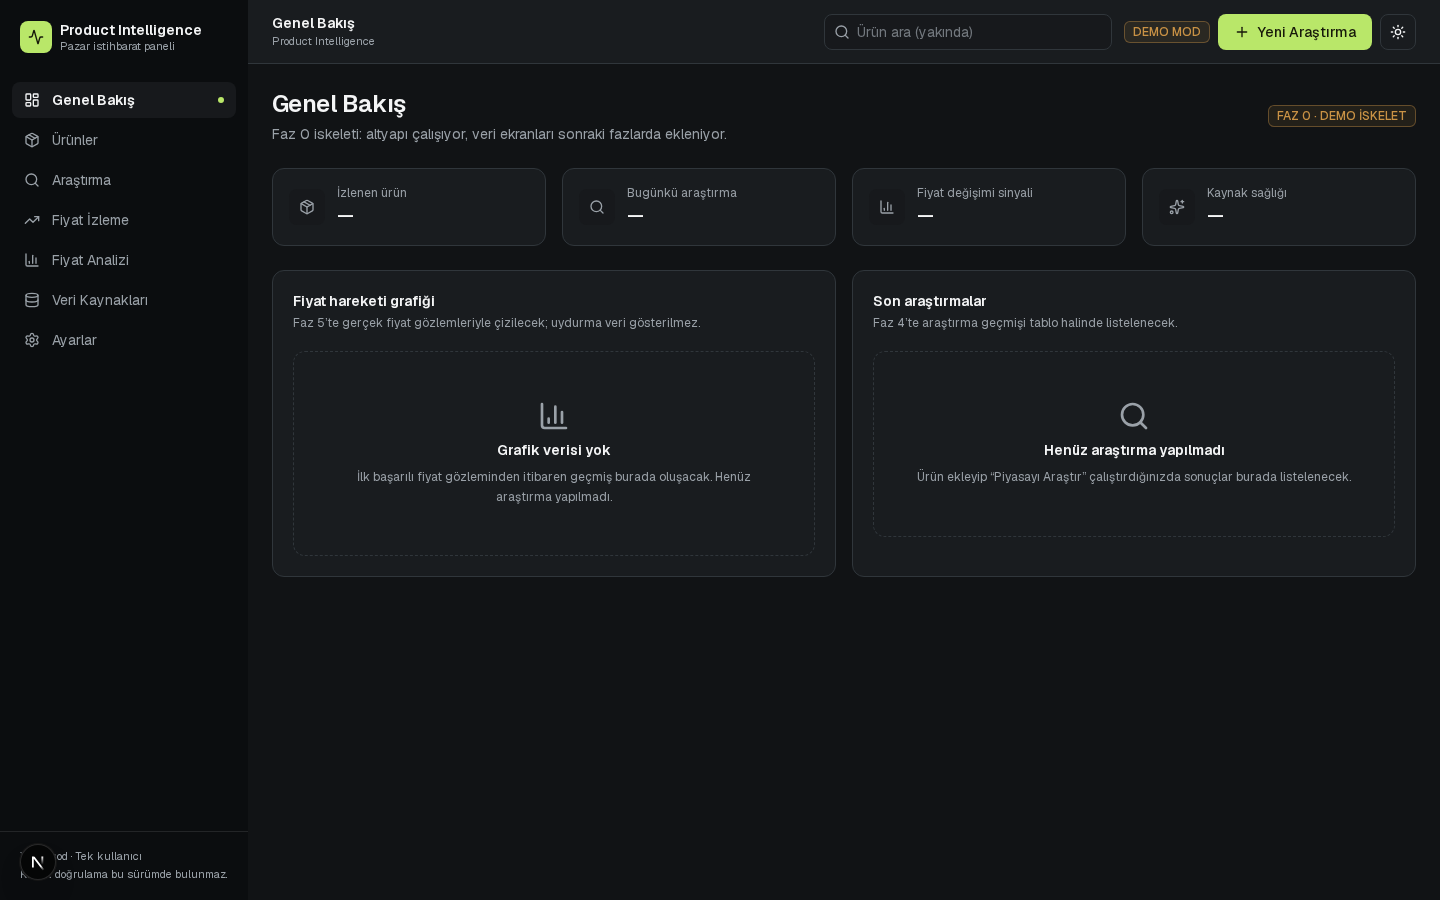 Product Intelligence
Pazar istihbarat paneli
Genel Bakış
Ürünler
Araştırma
Fiyat İzleme
Fiyat Analizi
Veri Kaynakları
Ayarlar
· Tek kullanıcı
doğrulama bu sürümde bulunmaz.
Genel Bakış
Product Intelligence
Ürün ara (yakında)
DEMO MOD
Yeni Araştırma
Genel Bakış
Faz 0 iskeleti: altyapı çalışıyor, veri ekranları sonraki fazlarda ekleniyor.
FAZ 0 · DEMO İSKELET
İzlenen ürün
—
Bugünkü araştırma
—
Fiyat değişimi sinyali
—
Kaynak sağlığı
—
Fiyat hareketi grafiği
Faz 5'te gerçek fiyat gözlemleriyle çizilecek; uydurma veri gösterilmez.
Grafik verisi yok
İlk başarılı fiyat gözleminden itibaren geçmiş burada oluşacak. Henüz
araştırma yapılmadı.
Son araştırmalar
Faz 4'te araştırma geçmişi tablo halinde listelenecek.
Henüz araştırma yapılmadı
Ürün ekleyip “Piyasayı Araştır” çalıştırdığınızda sonuçlar burada listelenecek.